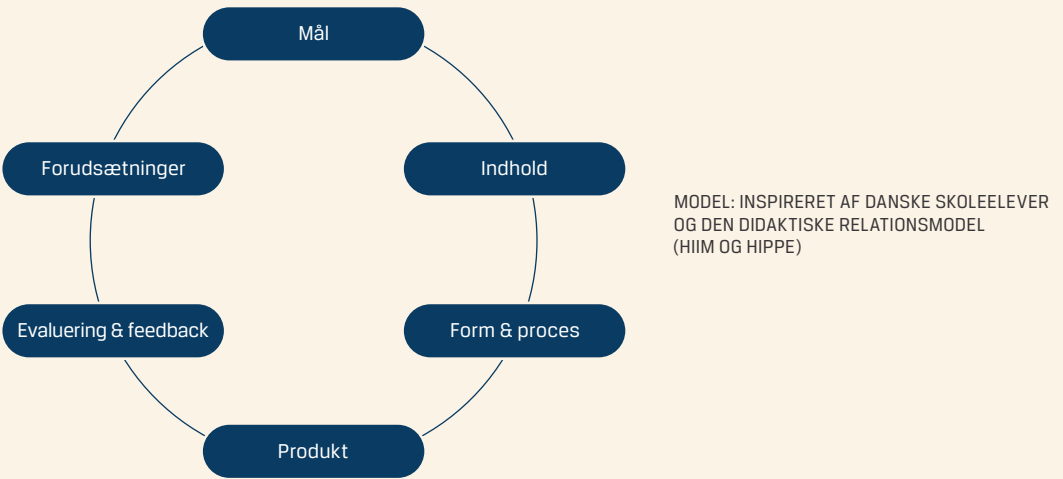 Mål
Forudsætninger
Indhold
MODEL: INSPIRERET AF DANSKE SKOLEELEVER
OG DEN DIDAKTISKE RELATIONSMODEL
(HIIM OG HIPPE)
Evaluering & feedback
Form & proces
Produkt